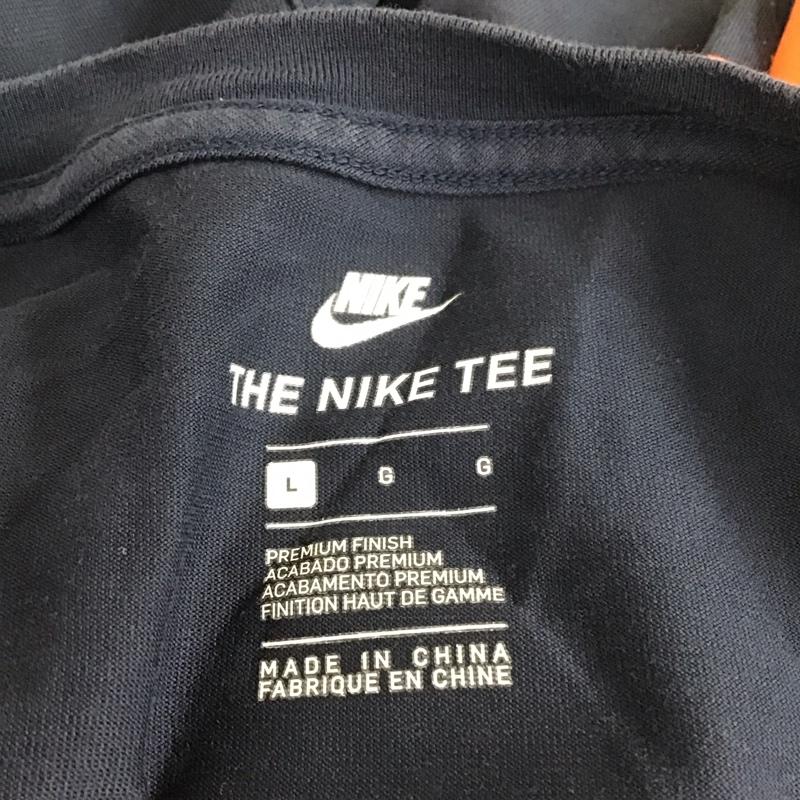 NIKE
THE NIKE TEE
L G G
PREMIUM FINISH
ACABADO PREMIUM
ACABAMENTO PREMIUM
FINITION HAUT DE GAMME
MADE IN CHINA
FABRIQUE EN CHINE